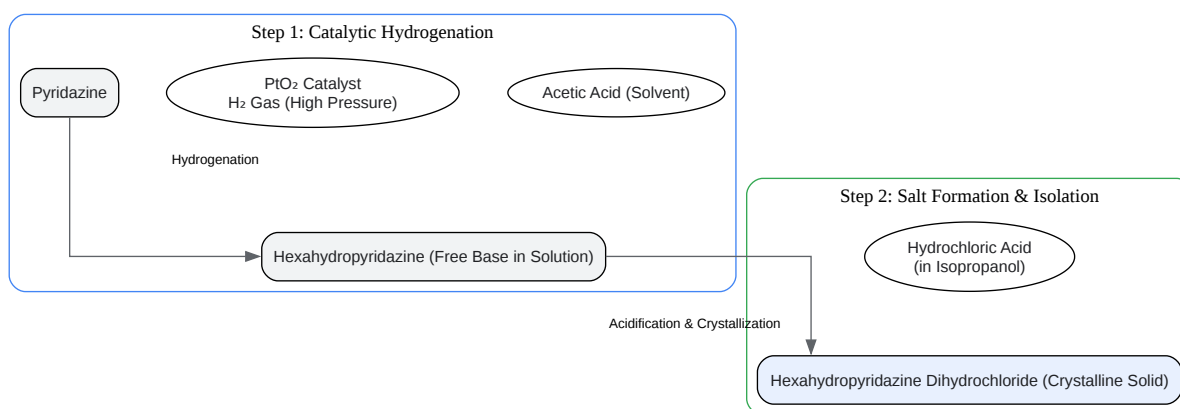 Step 1: Catalytic Hydrogenation
Pyridazine
PtO₂ Catalyst
H₂ Gas (High Pressure)
Acetic Acid (Solvent)
Hydrogenation
Hexahydropyridazine (Free Base in Solution)
Step 2: Salt Formation & Isolation
Hydrochloric Acid
(in Isopropanol)
Acidification & Crystallization
Hexahydropyridazine Dihydrochloride (Crystalline Solid)